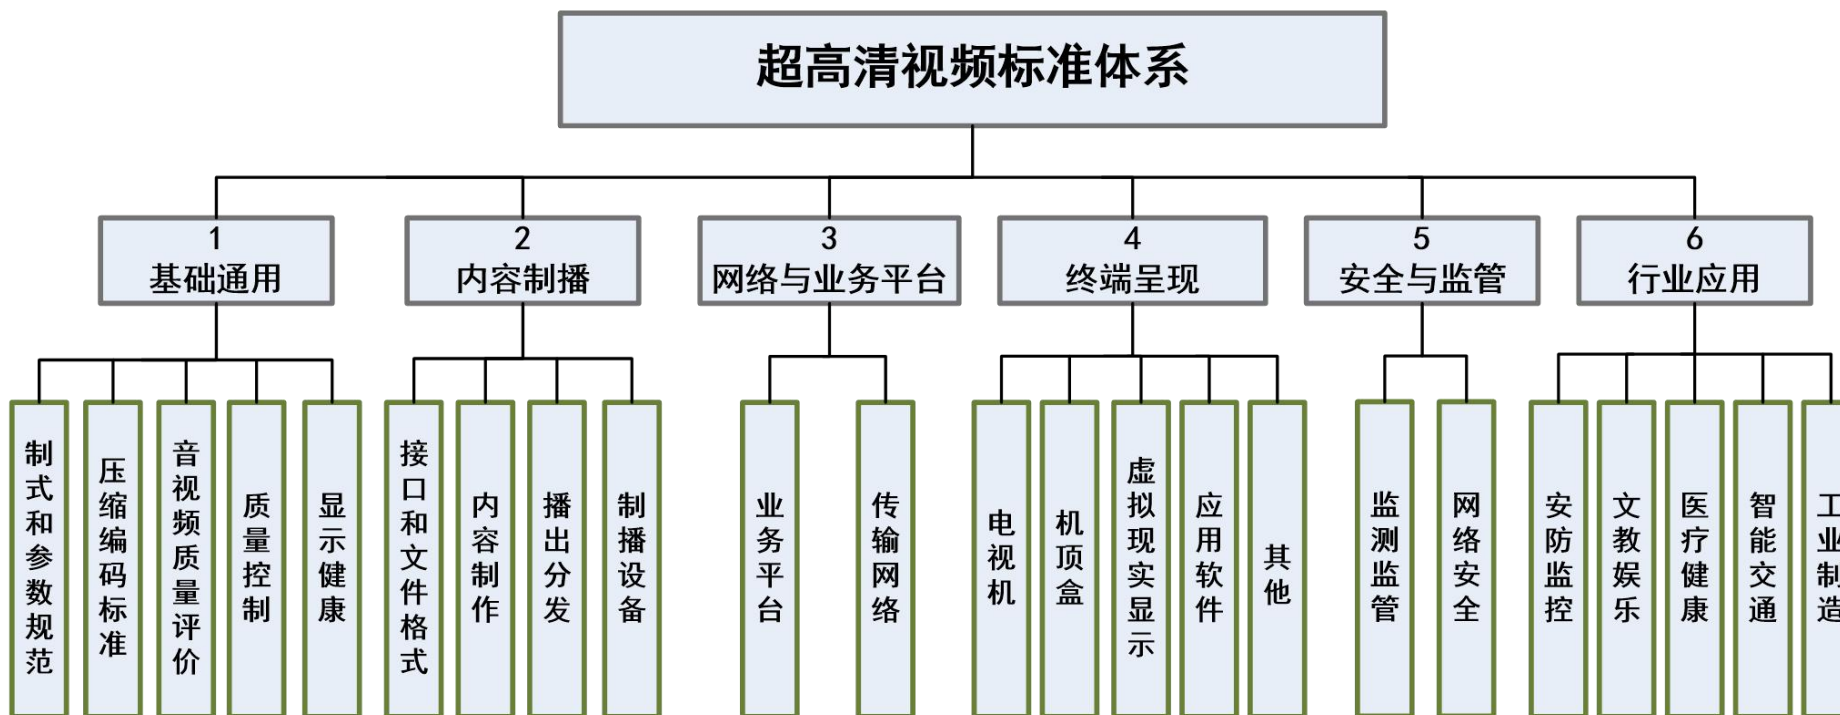 超高清视频标准体系
1
基础通用
2
内容制播
3
网络与业务平台
4
终端呈现
5
安全与监管
6
行业应用
制式和参数规范
压缩编码标准
音视频质量评价
质量控制
显示健康
接口和文件格式
内容制作
播出分发
制播设备
业务平台
传输网络
电视机
机顶盒
虚拟现实显示
应用软件
其他
监测监管
网络安全
安防监控
文教娱乐
医疗健康
智能交通
工业制造